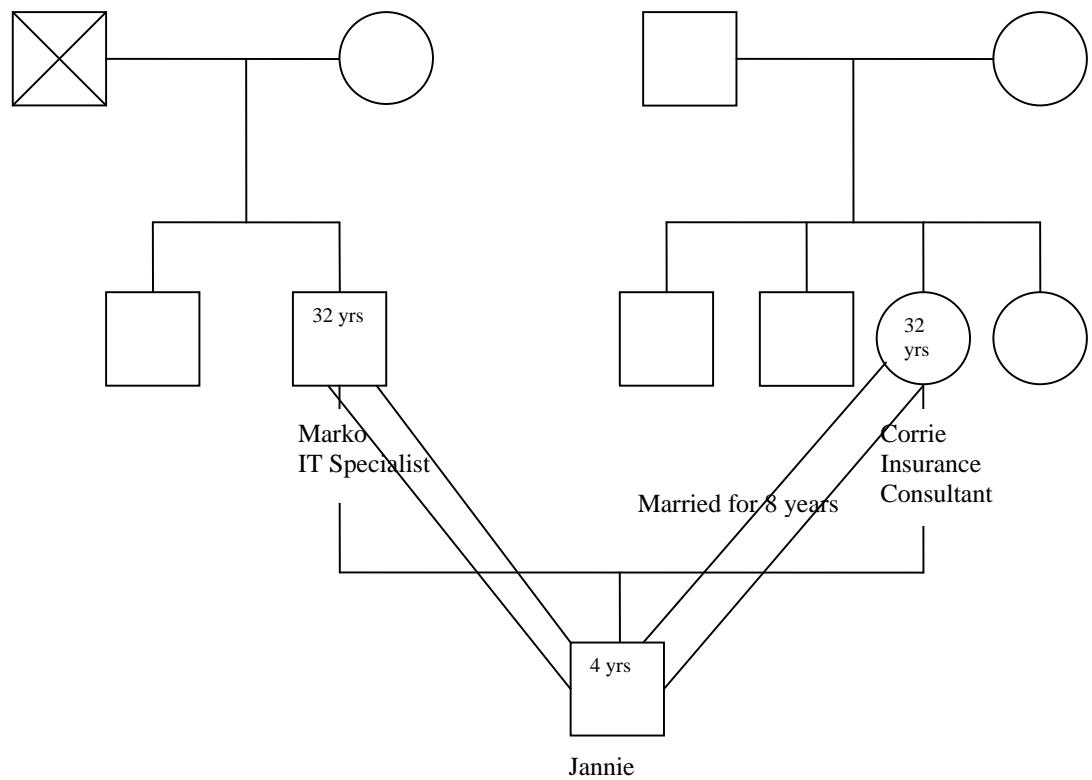 32 yrs
32
yrs
Marko
IT Specialist
Corrie
Insurance
Consultant
Married for 8 years
4 yrs
Jannie